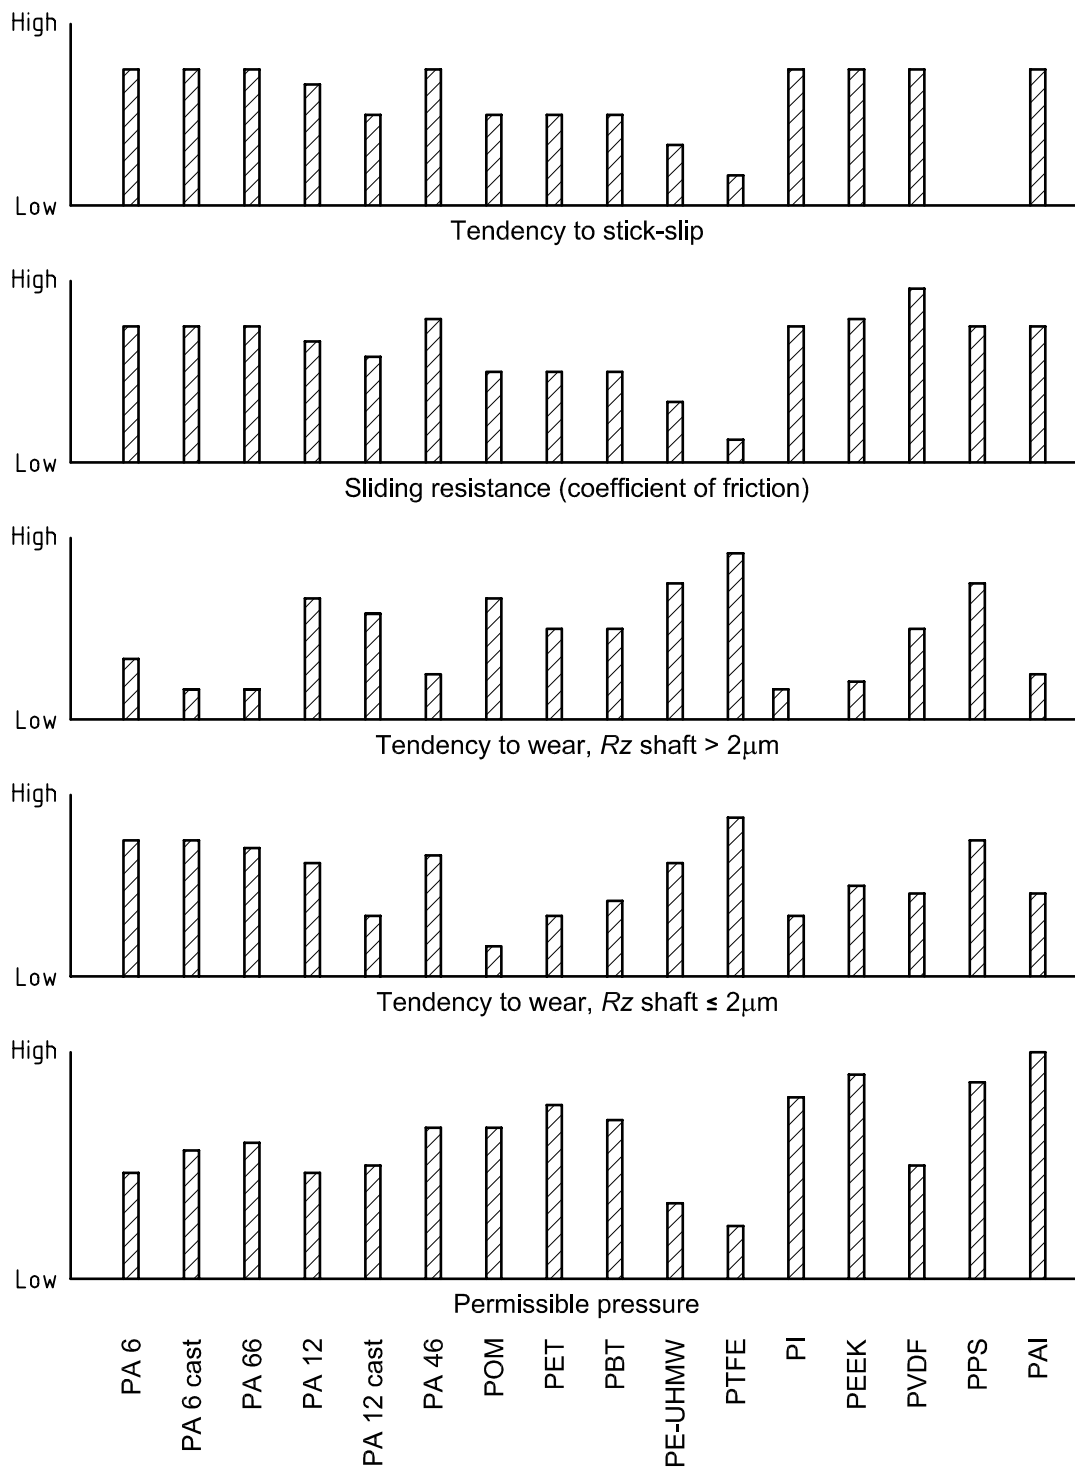 High
Low
Tendency to stick-slip
High
Low
Sliding resistance (coefficient of friction)
High
Low
Tendency to wear, Rz shaft > 2μm
High
Low
Tendency to wear, Rz shaft ≤ 2μm
High
Low
Permissible pressure
PA 6
PA 6 cast
PA 66
PA 12
PA 12 cast
PA 46
POM
PET
PBT
PE-UHMW
PTFE
PI
PEEK
PVDF
PPS
PAI